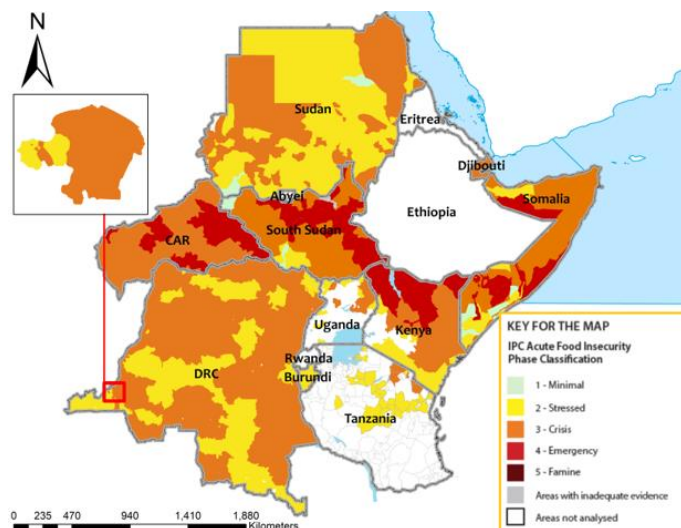 N
Sudan
Eritrea
Djibouti
Abyei
Somalia
Ethiopia
South Sudan
CAR
Uganda
Kenya
Rwanda
DRC
Burundi
Tanzania
KEY FOR THE MAP
IPC Acute Food Insecurity
Phase Classification
1 - Minimal
2 - Stressed
3 - Crisis
4 - Emergency
5 - Famine
Areas with inadequate evidence
Areas not analysed
0 235 470 940 1,410 1,880
Kilometers